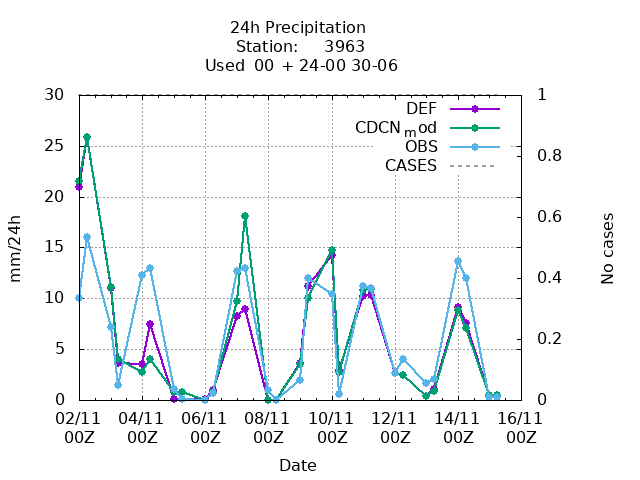 24h Precipitation
Station: 3963
Used 00 + 24-00 30-06
30
25
20
15
10
5
0
1
0.8
0.6
0.4
0.2
0
mm/24h
No cases
DEF
CDCNmod
OBS
CASES
02/11 04/11 06/11 08/11 10/11 12/11 14/11 16/11
00Z 00Z 00Z 00Z 00Z 00Z 00Z 00Z
Date